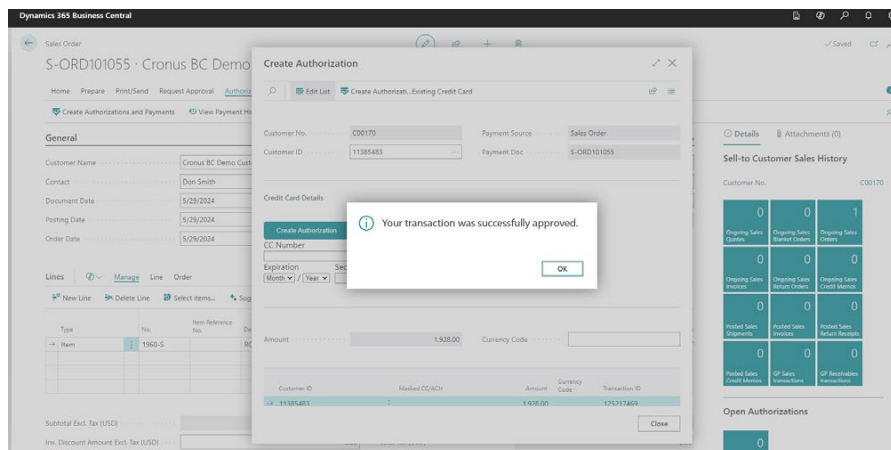 Dynamics 365 Business Central
Sales Order
Saved
S-ORD101055 · Cronus BC Demo
Home Prepare Print/Send Request Approval Authoriz
Create Authorizations and Payments View Payment Hi
General
Customer Name Cronus BC Demo Cust
Contact Don Smith
Document Date 5/29/2024
Posting Date 5/29/2024
Order Date 5/29/2024
Lines Manage Line Order
New Line Delete Line Select items... Sug
Type No. Item Reference No. De
Item 1960-S RO
Subtotal Excl. Tax (USD)
Inv. Discount Amount Excl. Tax (USD)
Create Authorization
Edit List Create Authorizati...Existing Credit Card
Customer No. C00170 Payment Source Sales Order
Customer ID 11385483 Payment Doc S-ORD101055
Credit Card Details
Create Authorization
CC Number
Expiration Sec
Month / Year
Your transaction was successfully approved.
OK
Amount 1,928.00 Currency Code
Customer ID Masked CC/ACH Amount Currency Code Transaction ID
11385483 1,928.00 125217469
Close
Details Attachments (0)
Sell-to Customer Sales History
Customer No. C00170
0 0 1
Ongoing Sales Quotes Ongoing Sales Blanket Orders Ongoing Sales Orders
0 0 0
Ongoing Sales Invoices Ongoing Sales Return Orders Ongoing Sales Credit Memos
0 0 0
Posted Sales Shipments Posted Sales Invoices Posted Sales Return Receipts
0 0 0
Posted Sales Credit Memos GP Sales transactions GP Receivables transactions
Open Authorizations
0